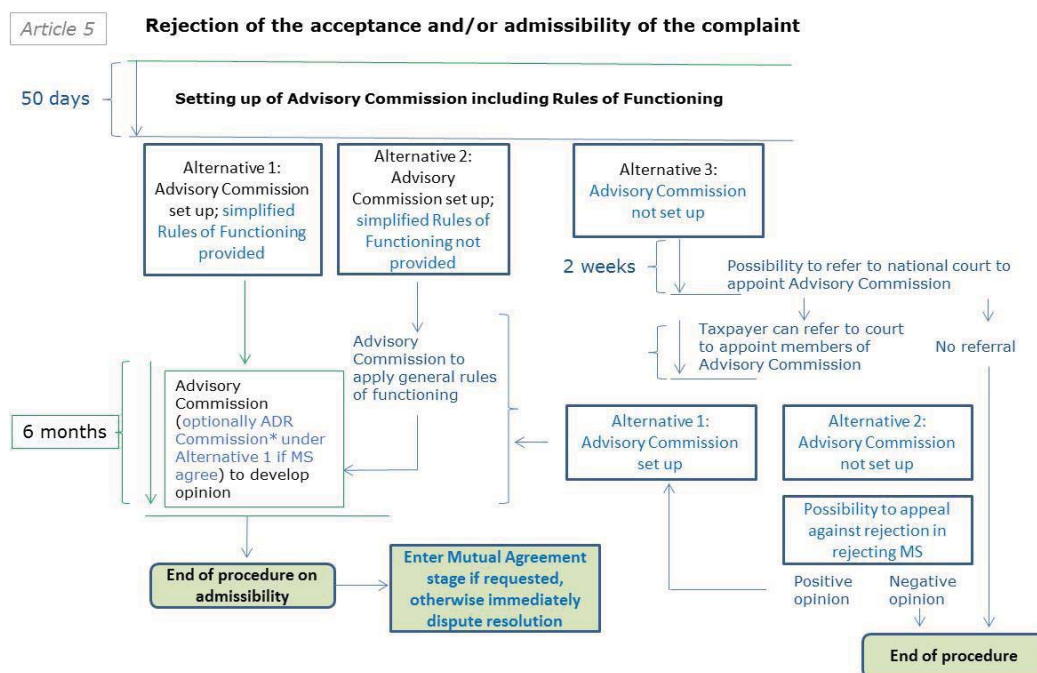 Article 5
Rejection of the acceptance and/or admissibility of the complaint
50 days
Setting up of Advisory Commission including Rules of Functioning
Alternative 1:
Advisory Commission
set up; simplified
Rules of Functioning
provided
Alternative 2:
Advisory
Commission set up;
simplified Rules of
Functioning not
provided
Alternative 3:
Advisory Commission
not set up
2 weeks
Possibility to refer to national court to
appoint Advisory Commission
Taxpayer can refer to court
to appoint members of
Advisory Commission
No referral
Advisory
Commission to
apply general rules
of functioning
6 months
Advisory
Commission
(optionally ADR
Commission* under
Alternative 1 if MS
agree) to develop
opinion
Alternative 1:
Advisory Commission
set up
Alternative 2:
Advisory Commission
not set up
Possibility to appeal
against rejection in
rejecting MS
Positive
opinion
Negative
opinion
End of procedure on
admissibility
Enter Mutual Agreement
stage if requested,
otherwise immediately
dispute resolution
End of procedure